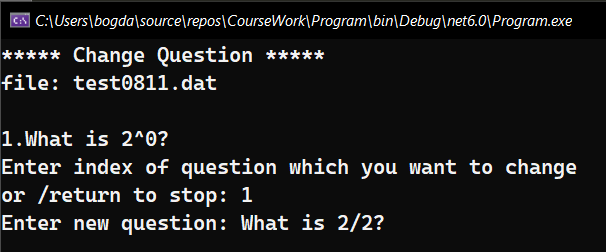 C:\Users\bogda\source\repos\CourseWork\Program\bin\Debug\net6.0\Program.exe
***** Change Question *****
file: test0811.dat
1.What is 2^0?
Enter index of question which you want to change
or /return to stop: 1
Enter new question: What is 2/2?